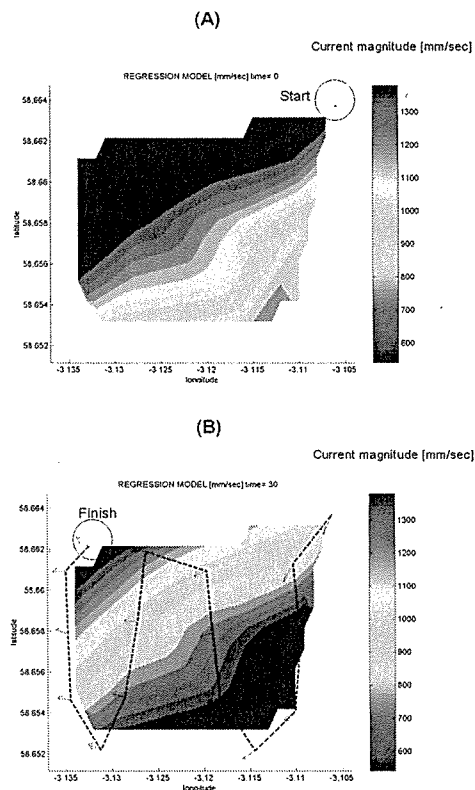 (A)
Current magnitude [mm/sec]
REGRESSION MODEL [mm/sec] time= 0
Start
58.664
58.662
58.66
58.658
58.656
58.654
58.652
latitude
-3.135 -3.13 -3.125 -3.12 -3.115 -3.11 -3.105
longitude
1300
1200
1100
1000
900
800
700
600
(B)
Current magnitude [mm/sec]
REGRESSION MODEL [mm/sec] time= 30
Finish
58.664
58.662
58.66
58.658
58.656
58.654
58.652
latitude
-3.135 -3.13 -3.125 -3.12 -3.115 -3.11 -3.105
longitude
1300
1200
1100
1000
900
800
700
600